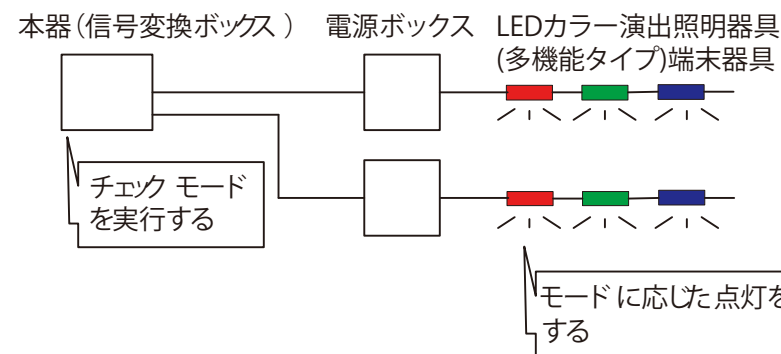 本器（信号変換ボックス）
電源ボックス
LEDカラー演出照明器具
(多機能タイプ)端末器具
チェック モード
を実行する
モード に応じた点灯を
する